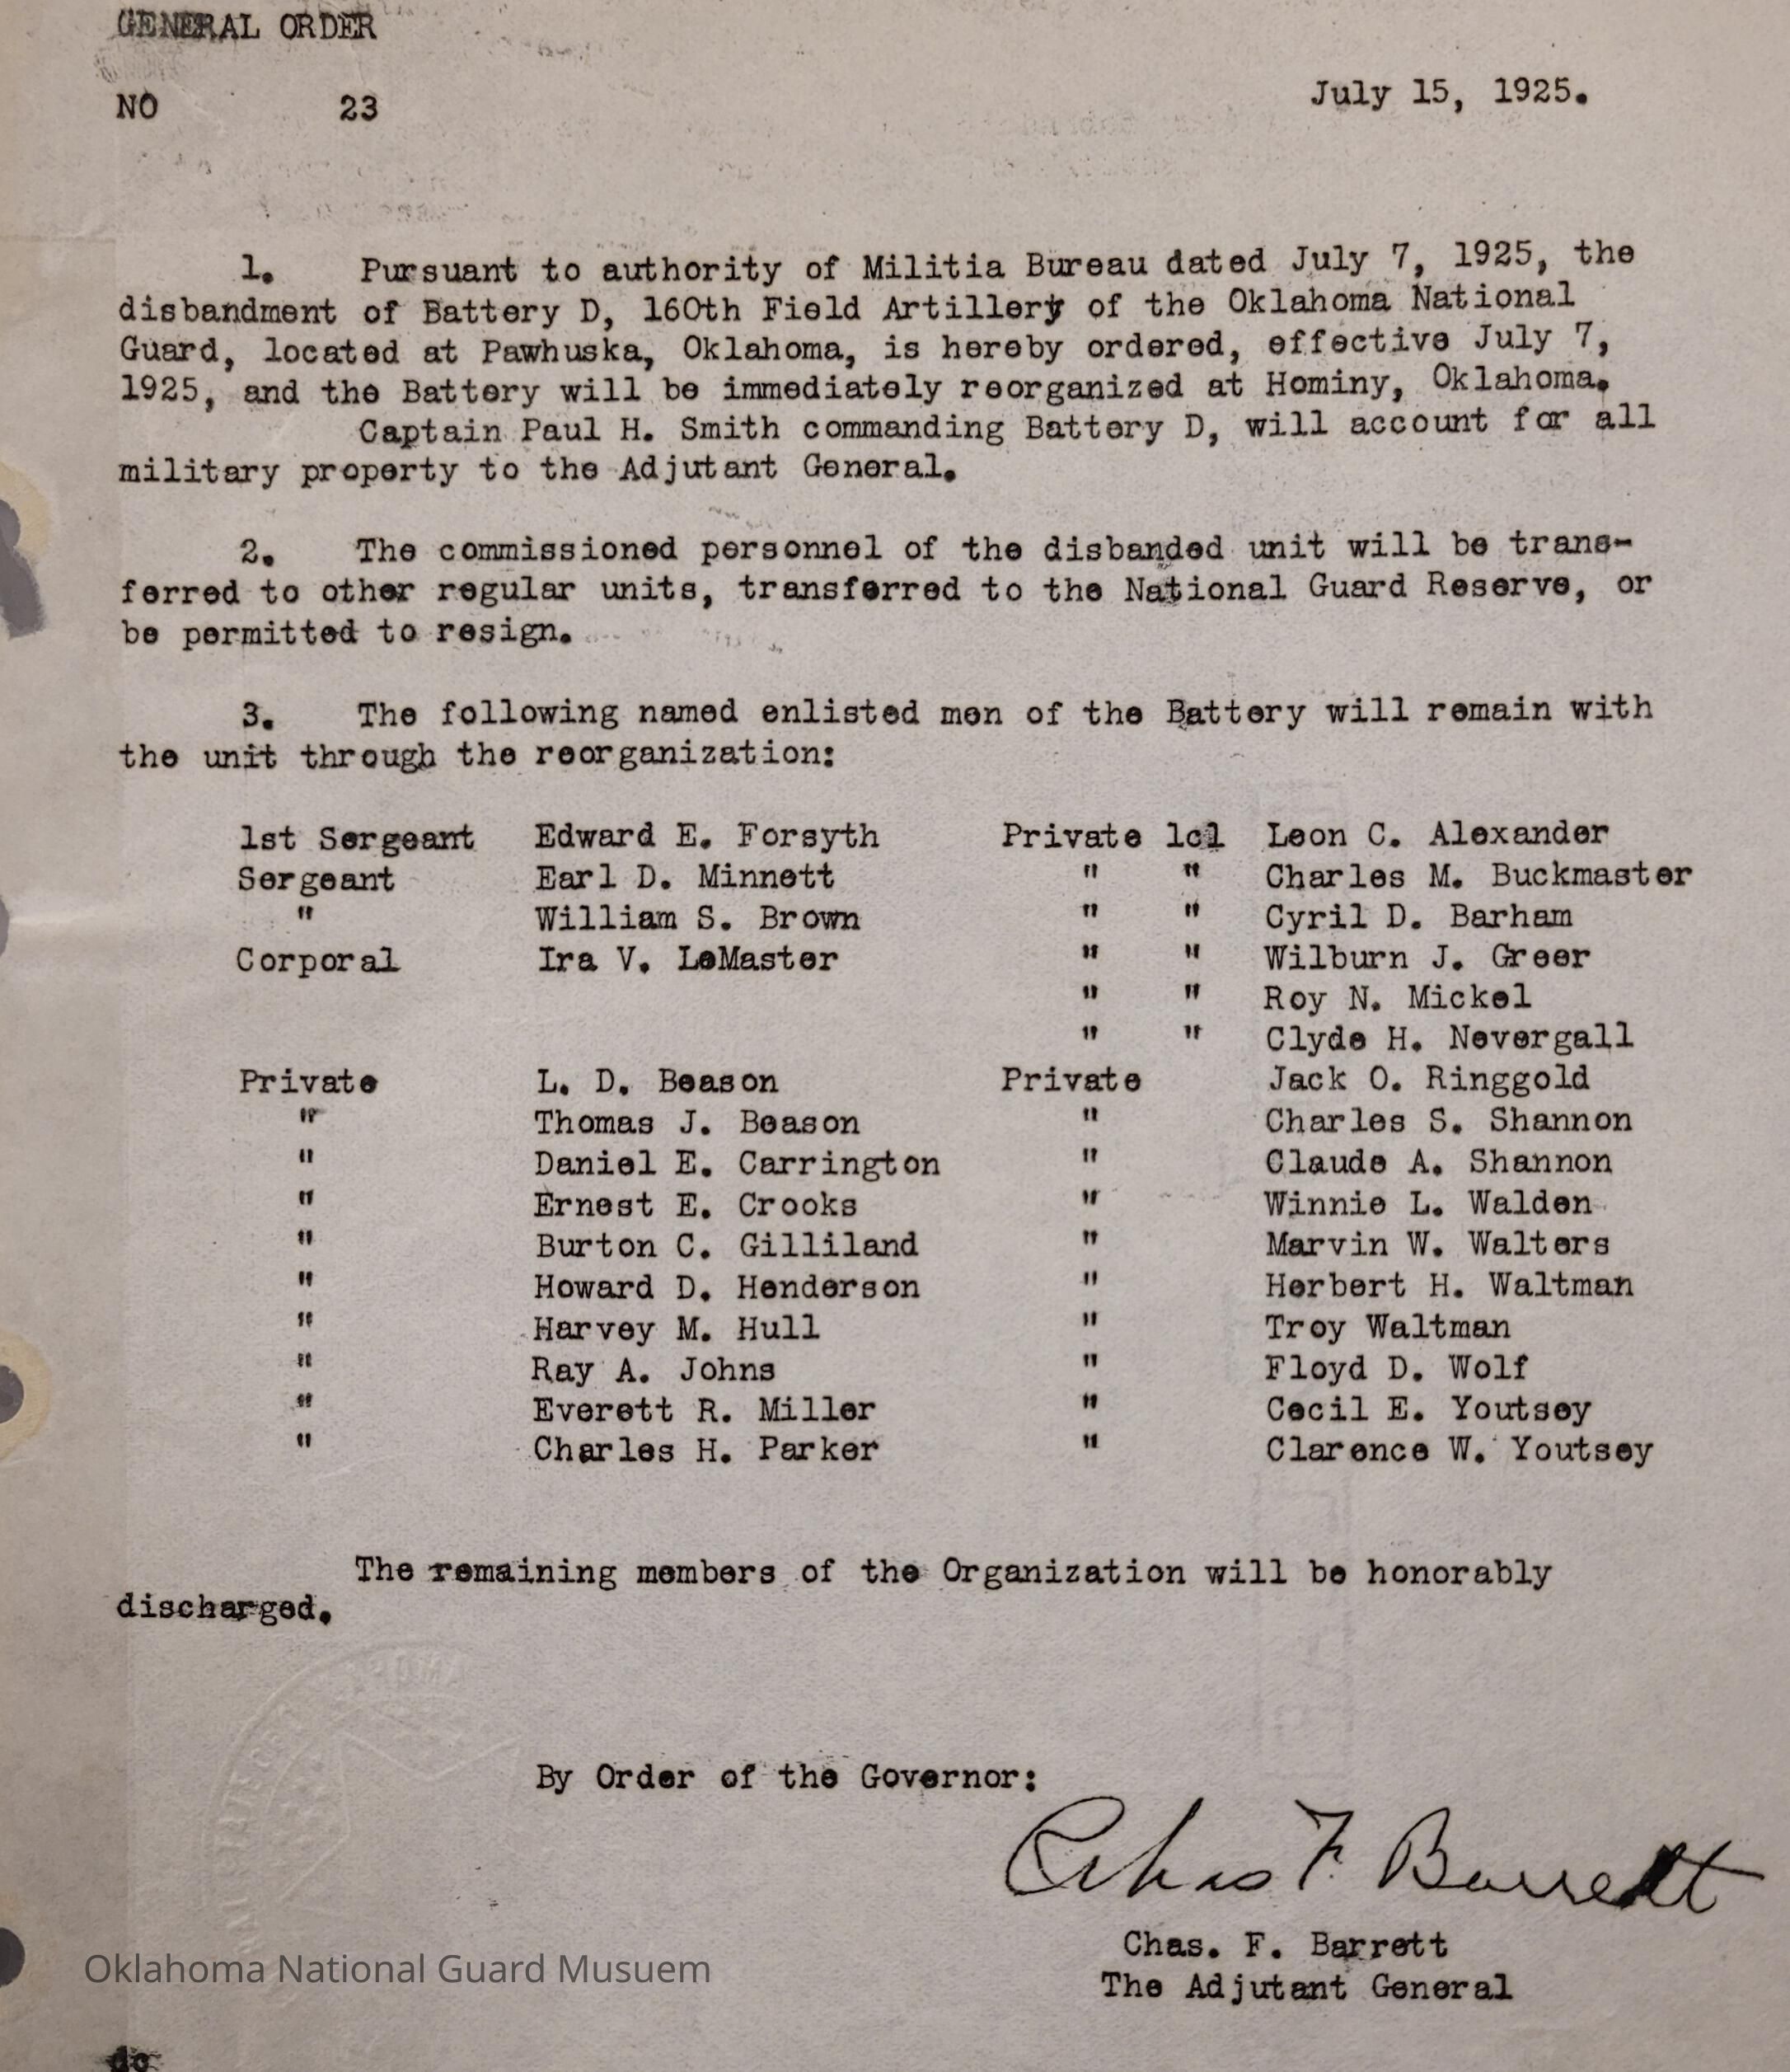 GENERAL ORDER
NO 23 July 15, 1925.
1. Pursuant to authority of Militia Bureau dated July 7, 1925, the
disbandment of Battery D, 160th Field Artillery of the Oklahoma National
Guard, located at Pawhuska, Oklahoma, is hereby ordered, effective July 7,
1925, and the Battery will be immediately reorganized at Hominy, Oklahoma.
Captain Paul H. Smith commanding Battery D, will account for all
military property to the Adjutant General.
2. The commissioned personnel of the disbanded unit will be trans-
ferred to other regular units, transferred to the National Guard Reserve, or
be permitted to resign.
3. The following named enlisted men of the Battery will remain with
the unit through the reorganization:
1st Sergeant Edward E. Forsyth Private 1cl Leon C. Alexander
Sergeant Earl D. Minnett " " Charles M. Buckmaster
" William S. Brown " " Cyril D. Barham
Corporal Ira V. LeMaster " " Wilburn J. Greer
" " Roy N. Mickel
" " Clyde H. Nevergall
Private L. D. Beason Private Jack O. Ringgold
" Thomas J. Beason " Charles S. Shannon
" Daniel E. Carrington " Claude A. Shannon
" Ernest E. Crooks " Winnie L. Walden
" Burton C. Gilliland " Marvin W. Walters
" Howard D. Henderson " Herbert H. Waltman
" Harvey M. Hull " Troy Waltman
" Ray A. Johns " Floyd D. Wolf
" Everett R. Miller " Cecil E. Youtsey
" Charles H. Parker " Clarence W. Youtsey
The remaining members of the Organization will be honorably
discharged.
By Order of the Governor:
Chas F. Barrett
Chas. F. Barrett
The Adjutant General
Oklahoma National Guard Musuem
dc